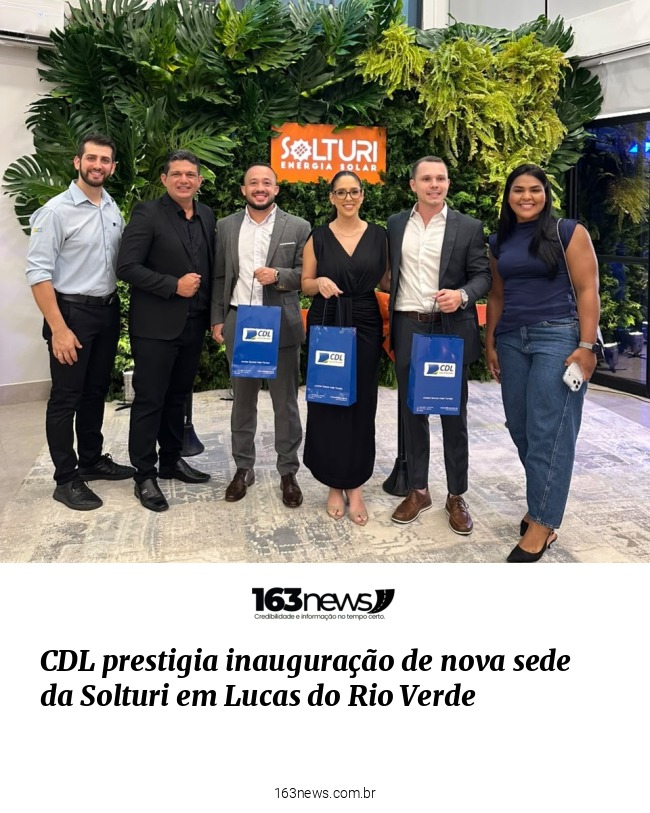 SOLTURI
ENERGIA SOLAR
CDL
CDL
CDL
163news
Credibilidade e informação no tempo certo.
CDL prestigia inauguração de nova sede
da Solturi em Lucas do Rio Verde
163news.com.br